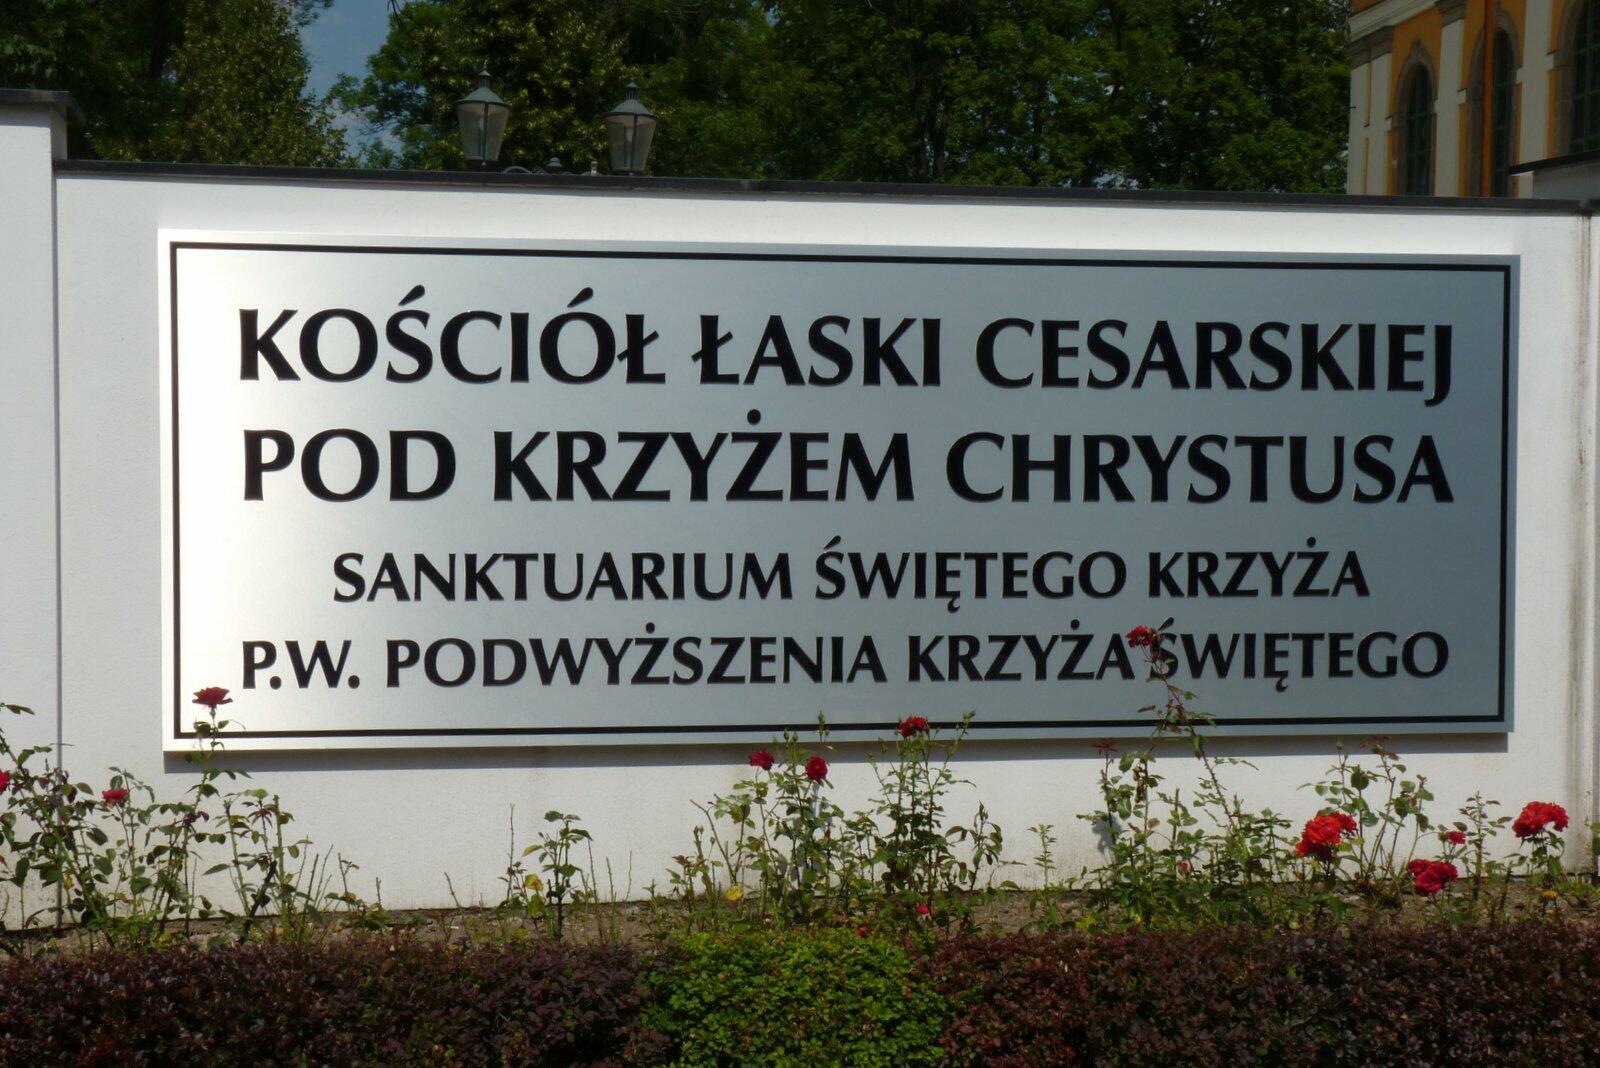 KOŚCIÓŁ ŁASKI CESARSKIEJ
POD KRZYŻEM CHRYSTUSA
SANKTUARIUM ŚWIĘTEGO KRZYŻA
P.W. PODWYŻSZENIA KRZYŻA ŚWIĘTEGO